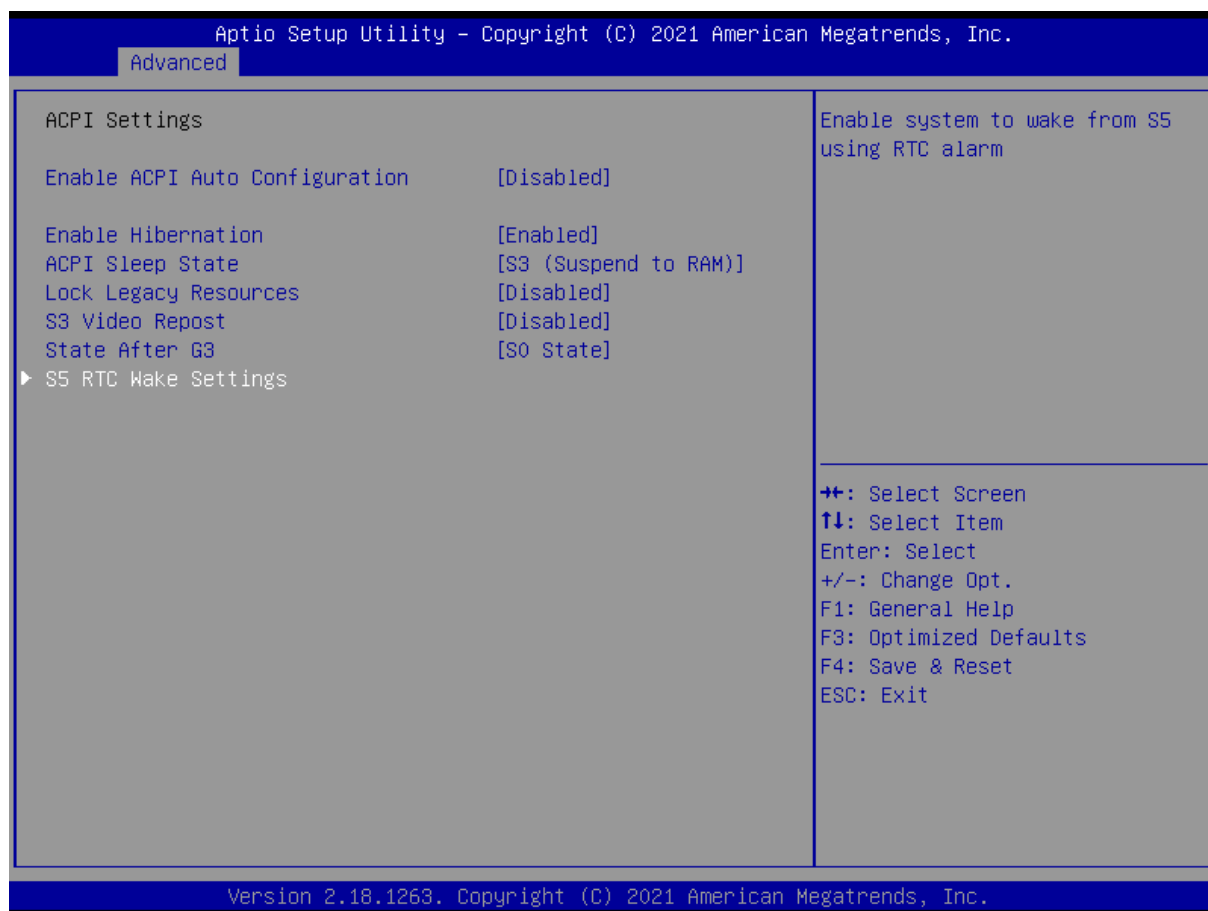 Aptio Setup Utility – Copyright (C) 2021 American Megatrends, Inc.
Advanced
ACPI Settings
Enable ACPI Auto Configuration [Disabled]
Enable Hibernation [Enabled]
ACPI Sleep State [S3 (Suspend to RAM)]
Lock Legacy Resources [Disabled]
S3 Video Repost [Disabled]
State After G3 [S0 State]
▶ S5 RTC Wake Settings
Enable system to wake from S5
using RTC alarm
→←: Select Screen
↑↓: Select Item
Enter: Select
+/-: Change Opt.
F1: General Help
F3: Optimized Defaults
F4: Save & Reset
ESC: Exit
Version 2.18.1263. Copyright (C) 2021 American Megatrends, Inc.